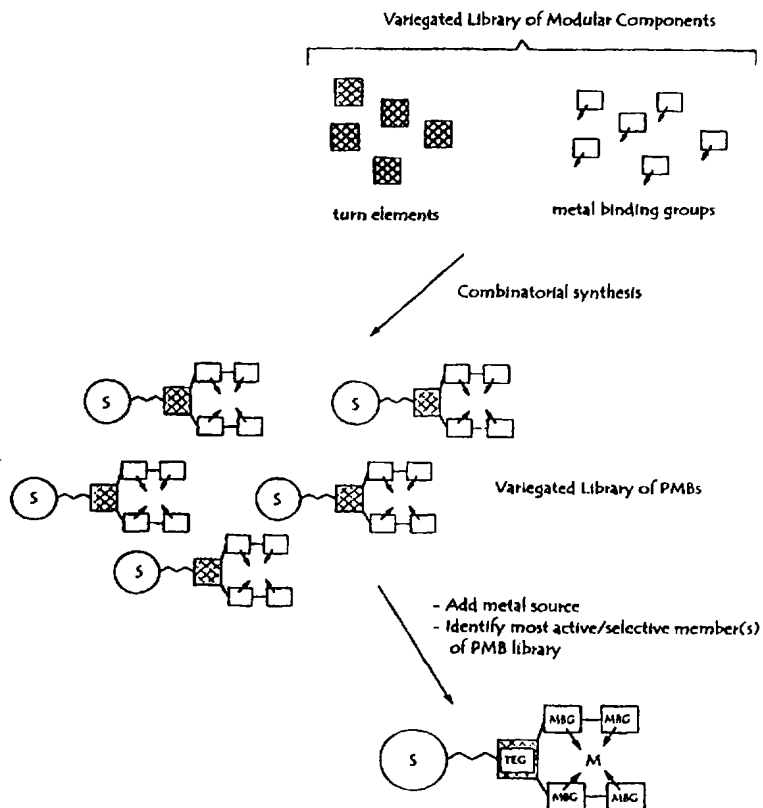 Variegated Library of Modular Components
turn elements
metal binding groups
Combinatorial synthesis
S
S
S
S
Variegated Library of PMBs
S
- Add metal source
- Identify most active/selective member(s)
of PMB library
MBG MBG
S TEG M
MBG MBG